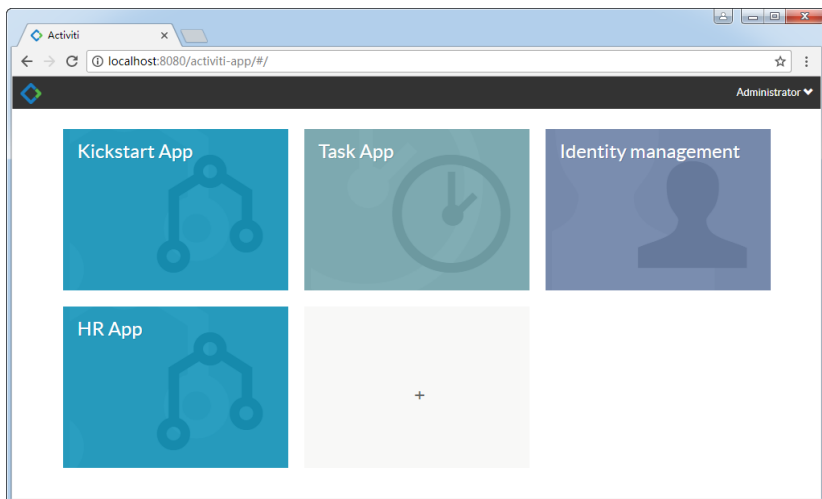 Activiti
localhost:8080/activiti-app/#/
Administrator
Kickstart App
Task App
Identity management
HR App
+